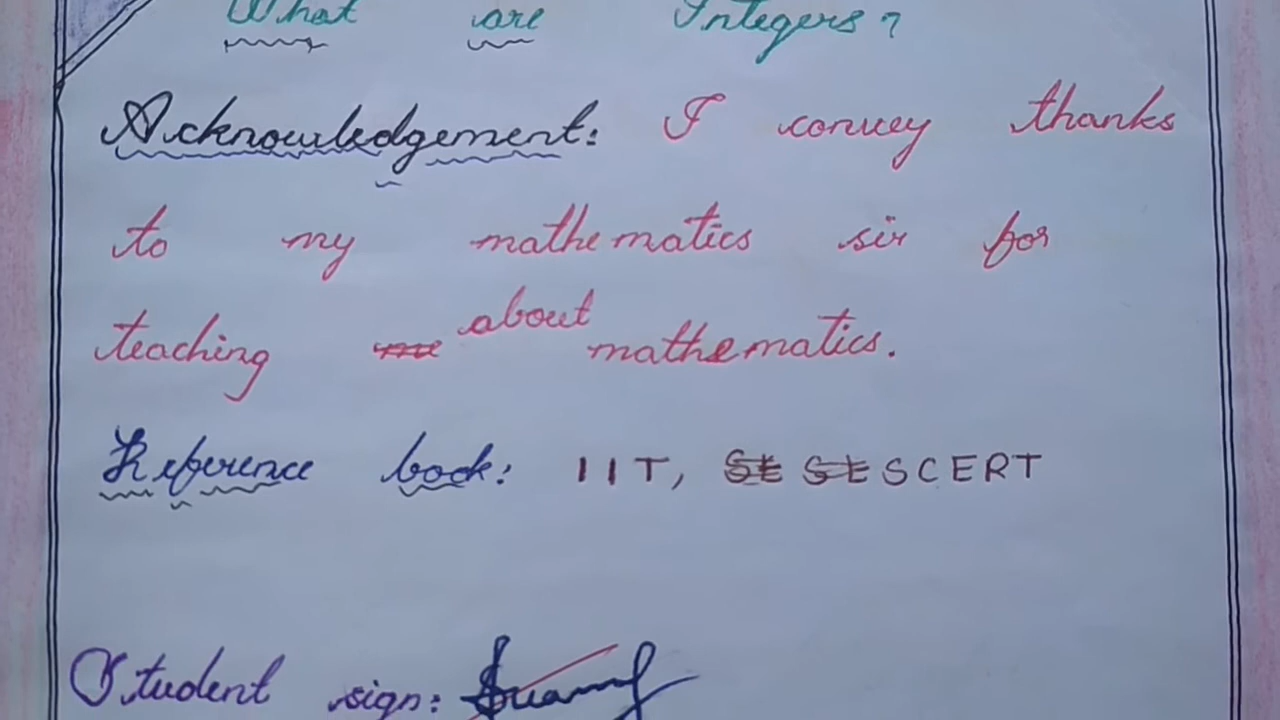 What are Integers ?
Acknowledgement: I convey thanks
to my mathematics sir for
teaching about mathematics.
Reference book: IIT, SCERT
Student sign: